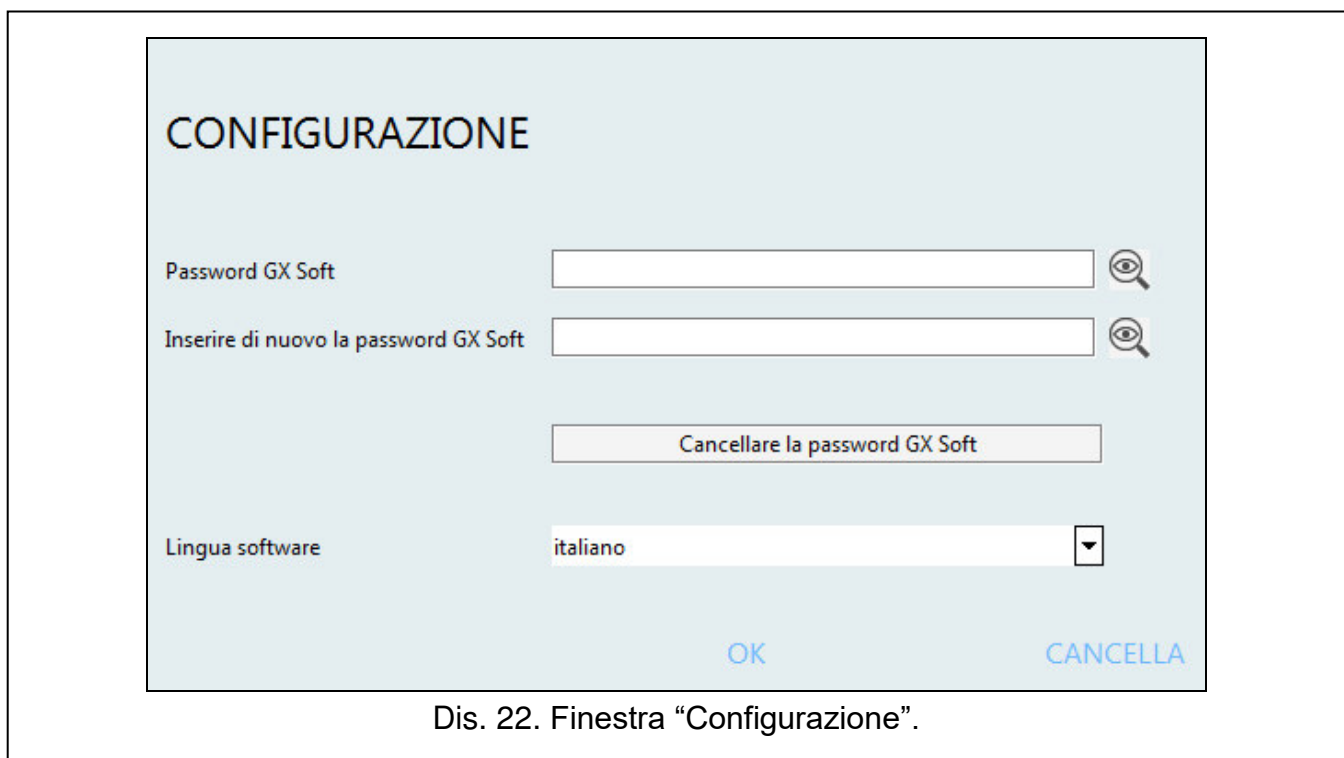 CONFIGURAZIONE
Password GX Soft
Inserire di nuovo la password GX Soft
Cancellare la password GX Soft
Lingua software italiano
OK CANCELLA
Dis. 22. Finestra “Configurazione”.